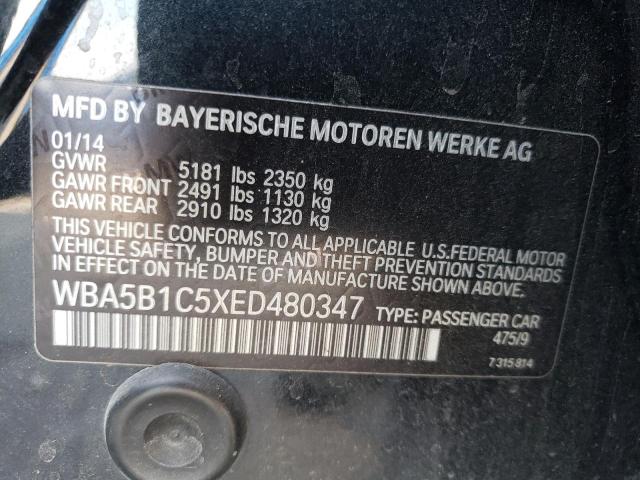 MFD BY BAYERISCHE MOTOREN WERKE AG
01/14
GVWR 5181 lbs 2350 kg
GAWR FRONT 2491 lbs 1130 kg
GAWR REAR 2910 lbs 1320 kg
THIS VEHICLE CONFORMS TO ALL APPLICABLE U.S.FEDERAL MOTOR
VEHICLE SAFETY, BUMPER AND THEFT PREVENTION STANDARDS
IN EFFECT ON THE DATE OF MANUFACTURE SHOWN ABOVE.
WBA5B1C5XED480347 TYPE: PASSENGER CAR
475/9
7 315 814